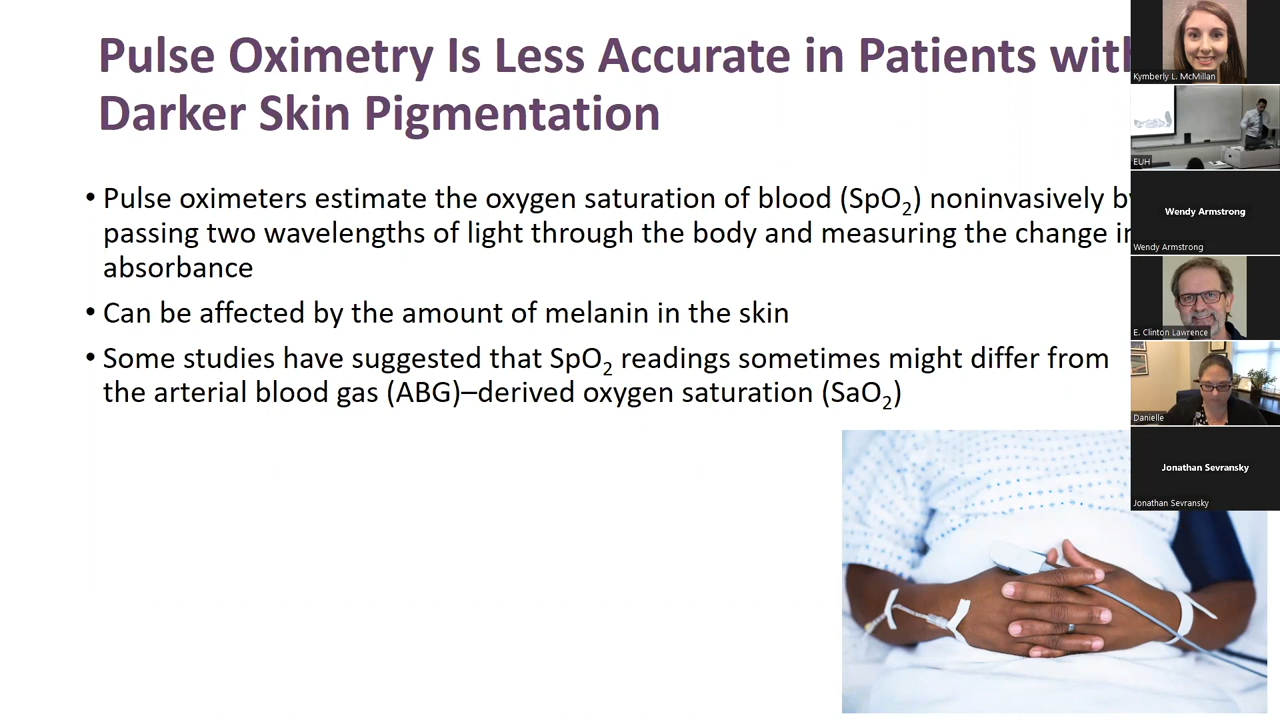 Pulse Oximetry Is Less Accurate in Patients with
Darker Skin Pigmentation
• Pulse oximeters estimate the oxygen saturation of blood (SpO₂) noninvasively by
passing two wavelengths of light through the body and measuring the change in
absorbance
• Can be affected by the amount of melanin in the skin
• Some studies have suggested that SpO₂ readings sometimes might differ from
the arterial blood gas (ABG)–derived oxygen saturation (SaO₂)
Kymberly L. McMillan
EUH
Wendy Armstrong
Wendy Armstrong
E. Clinton Lawrence
Danielle
Jonathan Sevransky
Jonathan Sevransky